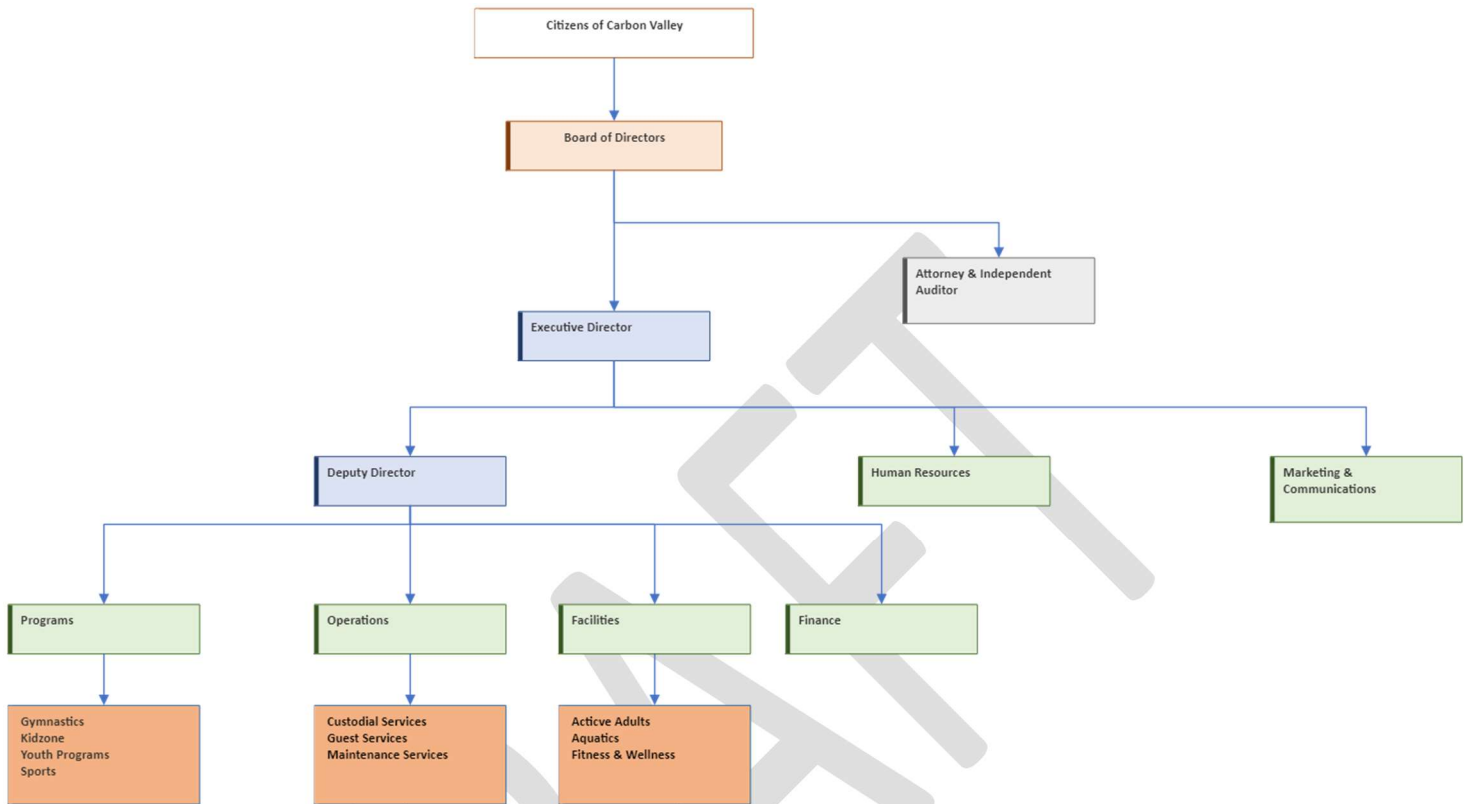 Citizens of Carbon Valley
Board of Directors
Attorney & Independent
Auditor
Executive Director
Deputy Director
Human Resources
Marketing &
Communications
Programs
Operations
Facilities
Finance
Gymnastics
Kidzone
Youth Programs
Sports
Custodial Services
Guest Services
Maintenance Services
Acticve Adults
Aquatics
Fitness & Wellness